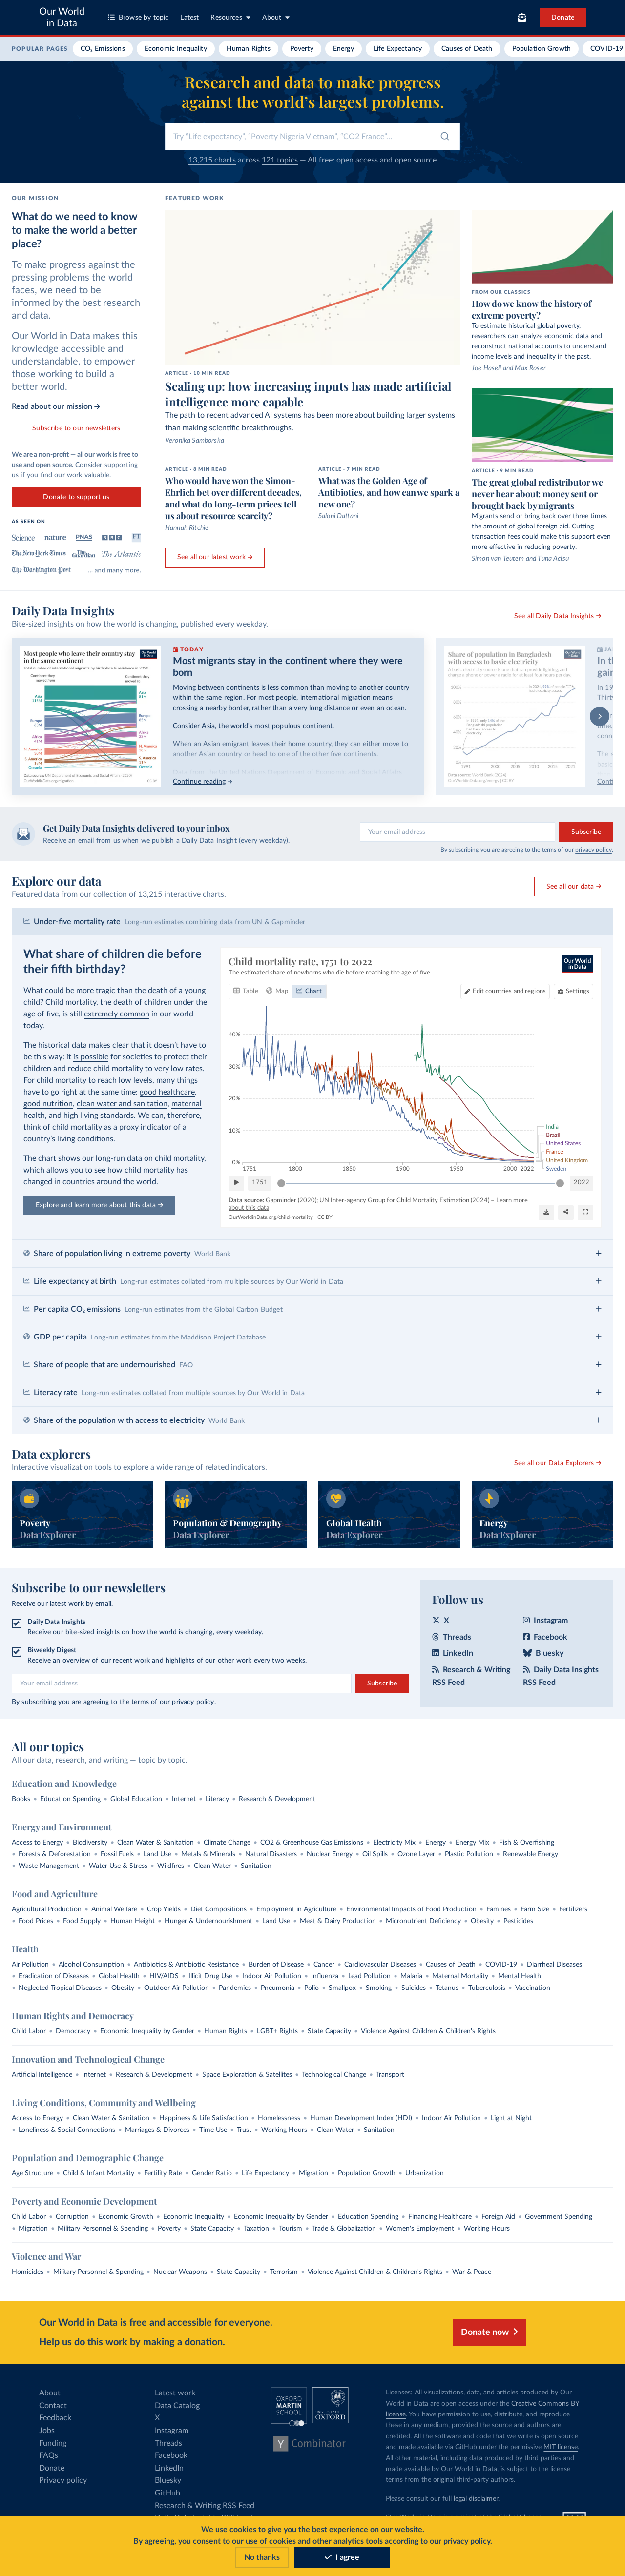 Our World
in Data
Browse by topic
Latest
Resources
About
Donate
POPULAR PAGES
CO₂ Emissions
Economic Inequality
Human Rights
Poverty
Energy
Life Expectancy
Causes of Death
Population Growth
COVID-19
Research and data to make progress
against the world's largest problems.
Try "Life expectancy", "Poverty Nigeria Vietnam", "CO2 France"...
13,215 charts across 121 topics — All free: open access and open source
OUR MISSION
What do we need to know
to make the world a better
place?
To make progress against the
pressing problems the world
faces, we need to be
informed by the best research
and data.
Our World in Data makes this
knowledge accessible and
understandable, to empower
those working to build a
better world.
Read about our mission →
Subscribe to our newsletters
We are a non-profit — all our work is free to
use and open source. Consider supporting
us if you find our work valuable.
Donate to support us
AS SEEN ON
Science
nature
PNAS
BBC
FT
The New York Times
The Guardian
The Atlantic
The Washington Post
... and many more.
FEATURED WORK
ARTICLE - 10 MIN READ
Scaling up: how increasing inputs has made artificial
intelligence more capable
The path to recent advanced AI systems has been more about building larger systems
than making scientific breakthroughs.
Veronika Samborska
ARTICLE - 8 MIN READ
Who would have won the Simon-
Ehrlich bet over different decades,
and what do long-term prices tell
us about resource scarcity?
Hannah Ritchie
ARTICLE - 7 MIN READ
What was the Golden Age of
Antibiotics, and how can we spark a
new one?
Saloni Dattani
See all our latest work →
FROM OUR CLASSICS
How do we know the history of
extreme poverty?
To estimate historical global poverty,
researchers can analyze economic data and
reconstruct national accounts to understand
income levels and inequality in the past.
Joe Hasell and Max Roser
ARTICLE - 9 MIN READ
The great global redistributor we
never hear about: money sent or
brought back by migrants
Migrants send or bring back over three times
the amount of global foreign aid. Cutting
transaction fees could make this support even
more effective in reducing poverty.
Simon van Teutem and Tuna Acisu
Daily Data Insights
Bite-sized insights on how the world is changing, published every weekday.
See all Daily Data Insights →
Most people who leave their country stay
in the same continent
TODAY
Most migrants stay in the continent where they were
born
Moving between continents is less common than moving to another country
within the same region. For most people, international migration means
crossing a nearby border, rather than a very long distance or even an ocean.
Consider Asia, the world's most populous continent.
When an Asian emigrant leaves their home country, they can either move to
another Asian country or head to one of the other five continents.
Continue reading →
Share of population in Bangladesh
with access to basic electricity
Get Daily Data Insights delivered to your inbox
Receive an email from us when we publish a Daily Data Insight (every weekday).
Your email address
Subscribe
By subscribing you are agreeing to the terms of our privacy policy.
Explore our data
Featured data from our collection of 13,215 interactive charts.
See all our data →
Under-five mortality rate Long-run estimates combining data from UN & Gapminder
What share of children die before
their fifth birthday?
What could be more tragic than the death of a young
child? Child mortality, the death of children under the
age of five, is still extremely common in our world
today.
The historical data makes clear that it doesn't have to
be this way: it is possible for societies to protect their
children and reduce child mortality to very low rates.
For child mortality to reach low levels, many things
have to go right at the same time: good healthcare,
good nutrition, clean water and sanitation, maternal
health, and high living standards. We can, therefore,
think of child mortality as a proxy indicator of a
country's living conditions.
The chart shows our long-run data on child mortality,
which allows you to see how child mortality has
changed in countries around the world.
Explore and learn more about this data →
Child mortality rate, 1751 to 2022
The estimated share of newborns who die before reaching the age of five.
Our World
in Data
Table
Map
Chart
Edit countries and regions
Settings
40%
30%
20%
10%
0%
1751
1800
1850
1900
1950
2000
2022
India
Brazil
United States
France
United Kingdom
Sweden
1751
2022
Data source: Gapminder (2020); UN Inter-agency Group for Child Mortality Estimation (2024) – Learn more
about this data
OurWorldinData.org/child-mortality | CC BY
Share of population living in extreme poverty World Bank
Life expectancy at birth Long-run estimates collated from multiple sources by Our World in Data
Per capita CO₂ emissions Long-run estimates from the Global Carbon Budget
GDP per capita Long-run estimates from the Maddison Project Database
Share of people that are undernourished FAO
Literacy rate Long-run estimates collated from multiple sources by Our World in Data
Share of the population with access to electricity World Bank
Data explorers
Interactive visualization tools to explore a wide range of related indicators.
See all our Data Explorers →
Poverty
Data Explorer
Population & Demography
Data Explorer
Global Health
Data Explorer
Energy
Data Explorer
Subscribe to our newsletters
Receive our latest work by email.
Daily Data Insights
Receive our bite-sized insights on how the world is changing, every weekday.
Biweekly Digest
Receive an overview of our recent work and highlights of our other work every two weeks.
Your email address
Subscribe
By subscribing you are agreeing to the terms of our privacy policy.
Follow us
X
Threads
LinkedIn
Research & Writing
RSS Feed
Instagram
Facebook
Bluesky
Daily Data Insights
RSS Feed
All our topics
All our data, research, and writing — topic by topic.
Education and Knowledge
Books • Education Spending • Global Education • Internet • Literacy • Research & Development
Energy and Environment
Access to Energy • Biodiversity • Clean Water & Sanitation • Climate Change • CO2 & Greenhouse Gas Emissions • Electricity Mix • Energy • Energy Mix • Fish & Overfishing
• Forests & Deforestation • Fossil Fuels • Land Use • Metals & Minerals • Natural Disasters • Nuclear Energy • Oil Spills • Ozone Layer • Plastic Pollution • Renewable Energy
• Waste Management • Water Use & Stress • Wildfires • Clean Water • Sanitation
Food and Agriculture
Agricultural Production • Animal Welfare • Crop Yields • Diet Compositions • Employment in Agriculture • Environmental Impacts of Food Production • Famines • Farm Size • Fertilizers
• Food Prices • Food Supply • Human Height • Hunger & Undernourishment • Land Use • Meat & Dairy Production • Micronutrient Deficiency • Obesity • Pesticides
Health
Air Pollution • Alcohol Consumption • Antibiotics & Antibiotic Resistance • Burden of Disease • Cancer • Cardiovascular Diseases • Causes of Death • COVID-19 • Diarrheal Diseases
• Eradication of Diseases • Global Health • HIV/AIDS • Illicit Drug Use • Indoor Air Pollution • Influenza • Lead Pollution • Malaria • Maternal Mortality • Mental Health
• Neglected Tropical Diseases • Obesity • Outdoor Air Pollution • Pandemics • Pneumonia • Polio • Smallpox • Smoking • Suicides • Tetanus • Tuberculosis • Vaccination
Human Rights and Democracy
Child Labor • Democracy • Economic Inequality by Gender • Human Rights • LGBT+ Rights • State Capacity • Violence Against Children & Children's Rights
Innovation and Technological Change
Artificial Intelligence • Internet • Research & Development • Space Exploration & Satellites • Technological Change • Transport
Living Conditions, Community and Wellbeing
Access to Energy • Clean Water & Sanitation • Happiness & Life Satisfaction • Homelessness • Human Development Index (HDI) • Indoor Air Pollution • Light at Night
• Loneliness & Social Connections • Marriages & Divorces • Time Use • Trust • Working Hours • Clean Water • Sanitation
Population and Demographic Change
Age Structure • Child & Infant Mortality • Fertility Rate • Gender Ratio • Life Expectancy • Migration • Population Growth • Urbanization
Poverty and Economic Development
Child Labor • Corruption • Economic Growth • Economic Inequality • Economic Inequality by Gender • Education Spending • Financing Healthcare • Foreign Aid • Government Spending
• Migration • Military Personnel & Spending • Poverty • State Capacity • Taxation • Tourism • Trade & Globalization • Women's Employment • Working Hours
Violence and War
Homicides • Military Personnel & Spending • Nuclear Weapons • State Capacity • Terrorism • Violence Against Children & Children's Rights • War & Peace
Our World in Data is free and accessible for everyone.
Help us do this work by making a donation.
Donate now
About
Contact
Feedback
Jobs
Funding
FAQs
Donate
Privacy policy
Latest work
Data Catalog
X
Instagram
Threads
Facebook
LinkedIn
Bluesky
GitHub
Research & Writing RSS Feed
OXFORD
MARTIN
SCHOOL
UNIVERSITY OF
OXFORD
Y Combinator
Licenses: All visualizations, data, and articles produced by Our
World in Data are open access under the Creative Commons BY
license. You have permission to use, distribute, and reproduce
these in any medium, provided the source and authors are
credited. All the software and code that we write is open source
and made available via GitHub under the permissive MIT license.
All other material, including data produced by third parties and
made available by Our World in Data, is subject to the license
terms from the original third-party authors.
Please consult our full legal disclaimer.
We use cookies to give you the best experience on our website.
By agreeing, you consent to our use of cookies and other analytics tools according to our privacy policy.
No thanks
I agree